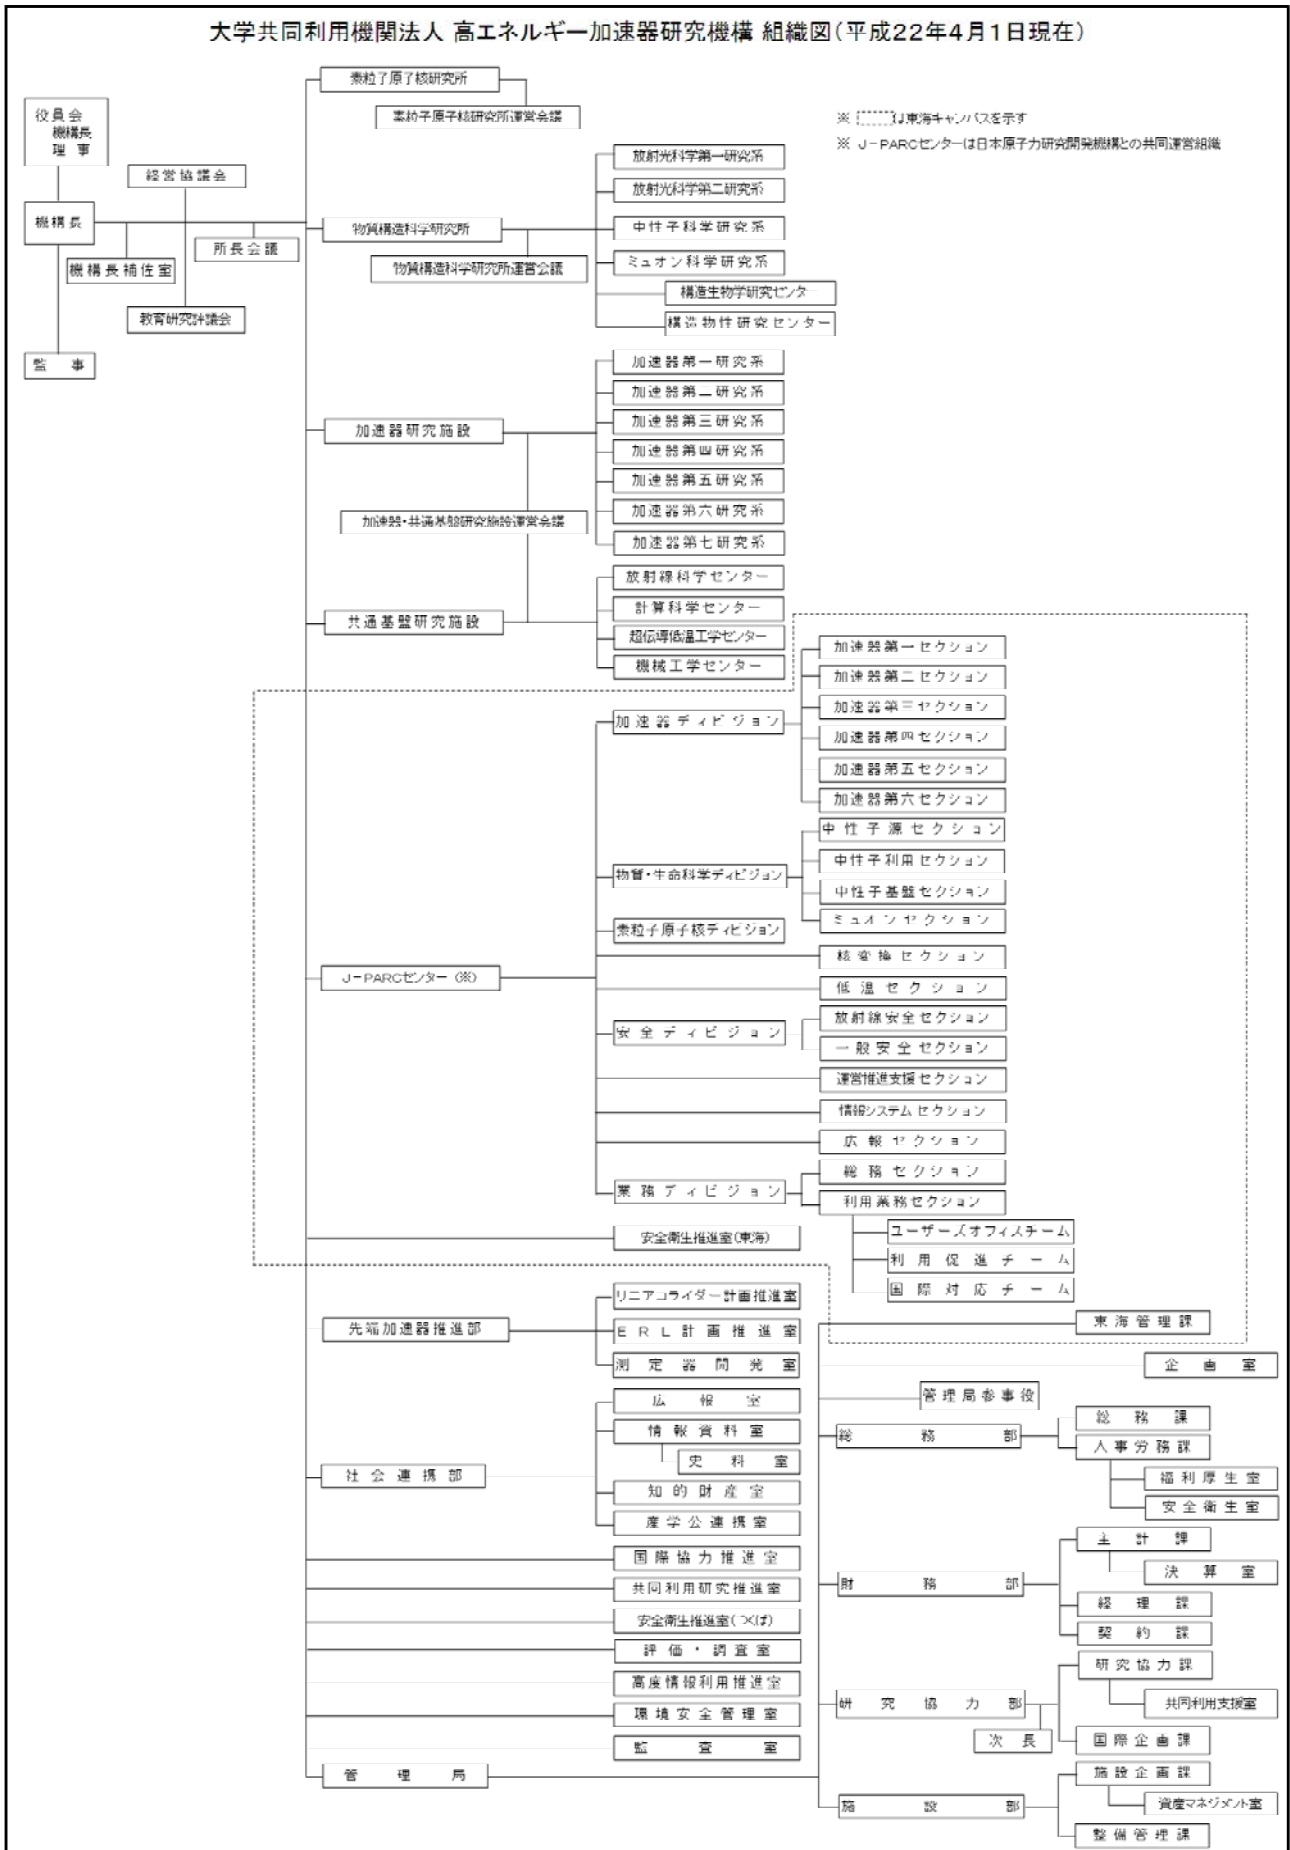 大学共同利用機関法人 高エネルギー加速器研究機構 組織図(平成22年4月1日現在)
素粒子原子核研究所
素粒子原子核研究所運営会議
役員会
機構長
理事
※ は東海キャンパスを示す
※ J-PARCセンターは日本原子力研究開発機構との共同運営組織
経営協議会
機構長
所長会議
機構長補佐室
教育研究評議会
監事
物質構造科学研究所
物質構造科学研究所運営会議
放射光科学第一研究系
放射光科学第二研究系
中性子科学研究系
ミュオン科学研究系
構造生物学研究センター
構造物性研究センター
加速器研究施設
加速器・共通基盤研究施設運営会議
加速器第一研究系
加速器第二研究系
加速器第三研究系
加速器第四研究系
加速器第五研究系
加速器第六研究系
加速器第七研究系
共通基盤研究施設
放射線科学センター
計算科学センター
超伝導低温工学センター
機械工学センター
J-PARCセンター (※)
加速器ディビジョン
加速器第一セクション
加速器第二セクション
加速器第三セクション
加速器第四セクション
加速器第五セクション
加速器第六セクション
物質・生命科学ディビジョン
中性子源セクション
中性子利用セクション
中性子基盤セクション
ミュオンセクション
素粒子原子核ディビジョン
核変換セクション
低温セクション
安全ディビジョン
放射線安全セクション
一般安全セクション
運営推進支援セクション
情報システムセクション
広報セクション
業務ディビジョン
総務セクション
利用業務セクション
ユーザーズオフィスチーム
利用促進チーム
国際対応チーム
安全衛生推進室(東海)
先端加速器推進部
リニアコライダー計画推進室
ERL計画推進室
測定器開発室
社会連携部
広報室
情報資料室
史料室
知的財産室
産学公連携室
国際協力推進室
共同利用研究推進室
安全衛生推進室(つくば)
評価・調査室
高度情報利用推進室
環境安全管理室
監査室
管理局
東海管理課
企画室
管理局参事役
総務部
総務課
人事労務課
福利厚生室
安全衛生室
財務部
主計課
決算室
経理課
契約課
研究協力部
次長
研究協力課
共同利用支援室
国際企画課
施設部
施設企画課
資産マネジメント室
整備管理課